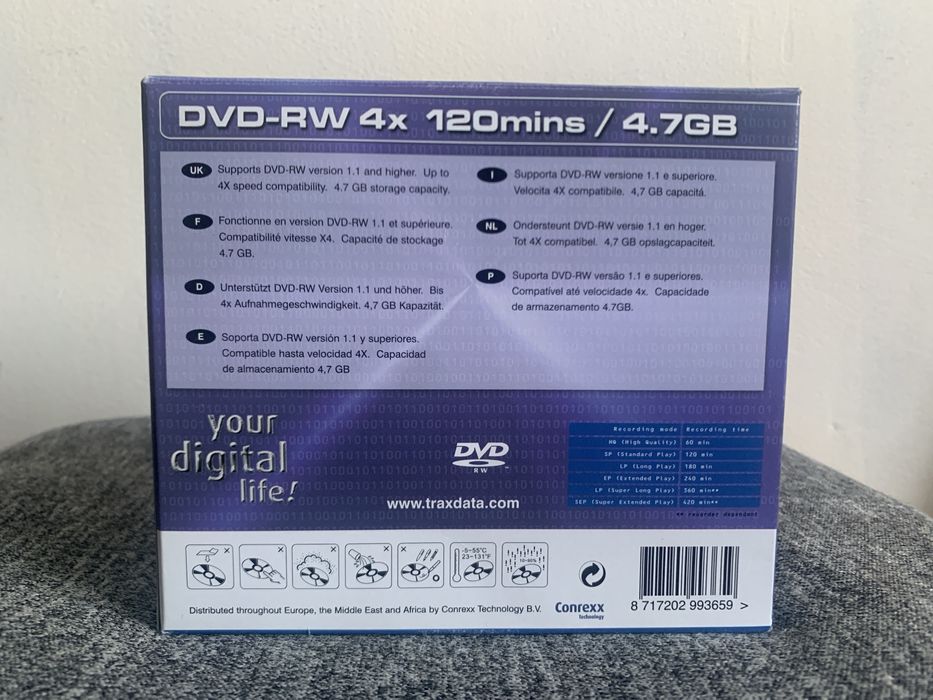 DVD-RW 4x 120mins / 4.7GB
UK Supports DVD-RW version 1.1 and higher. Up to
4X speed compatibility. 4.7 GB storage capacity.
F Fonctionne en version DVD-RW 1.1 et supérieure.
Compatibilité vitesse X4. Capacité de stockage
4.7 GB.
D Unterstützt DVD-RW Version 1.1 und höher. Bis
4x Aufnahmegeschwindigkeit. 4,7 GB Kapazität.
E Soporta DVD-RW versión 1.1 y superiores.
Compatible hasta velocidad 4X. Capacidad
de almacenamiento 4,7 GB
I Supporta DVD-RW versione 1.1 e superiore.
Velocita 4X compatibile. 4,7 GB capacitá.
NL Ondersteunt DVD-RW versie 1.1 en hoger.
Tot 4X compatibel. 4,7 GB opslagcapaciteit.
P Suporta DVD-RW versão 1.1 e superiores.
Compatível até velocidade 4x. Capacidade
de armazenamento 4.7GB.
your
digital
life!
DVD
RW
www.traxdata.com
Recording mode Recording time
HQ (High Quality) 60 min
SP (Standard Play) 120 min
LP (Long Play) 180 min
EP (Extended Play) 240 min
LP (Super Long Play) 360 min**
SEP (Super Extended Play) 420 min**
** recorder dependent
-5~55°C
23~131°F
10~80%
Distributed throughout Europe, the Middle East and Africa by Conrexx Technology B.V.
Conrexx
technology
8 717202 993659 >